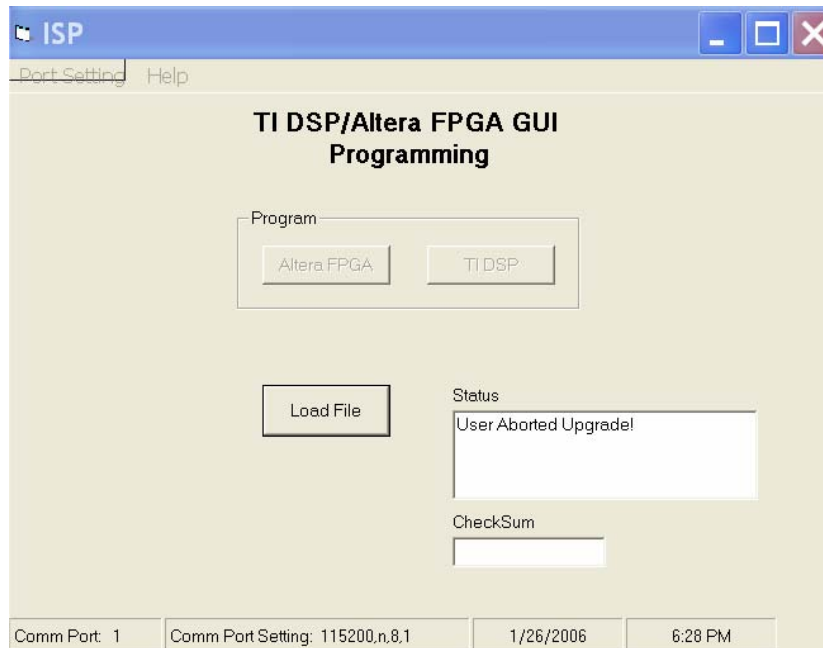 ISP
Port Setting Help
TI DSP/Altera FPGA GUI
Programming
Program
Altera FPGA TI DSP
Load File
Status
User Aborted Upgrade!
CheckSum
Comm Port: 1 Comm Port Setting: 115200,n,8,1 1/26/2006 6:28 PM